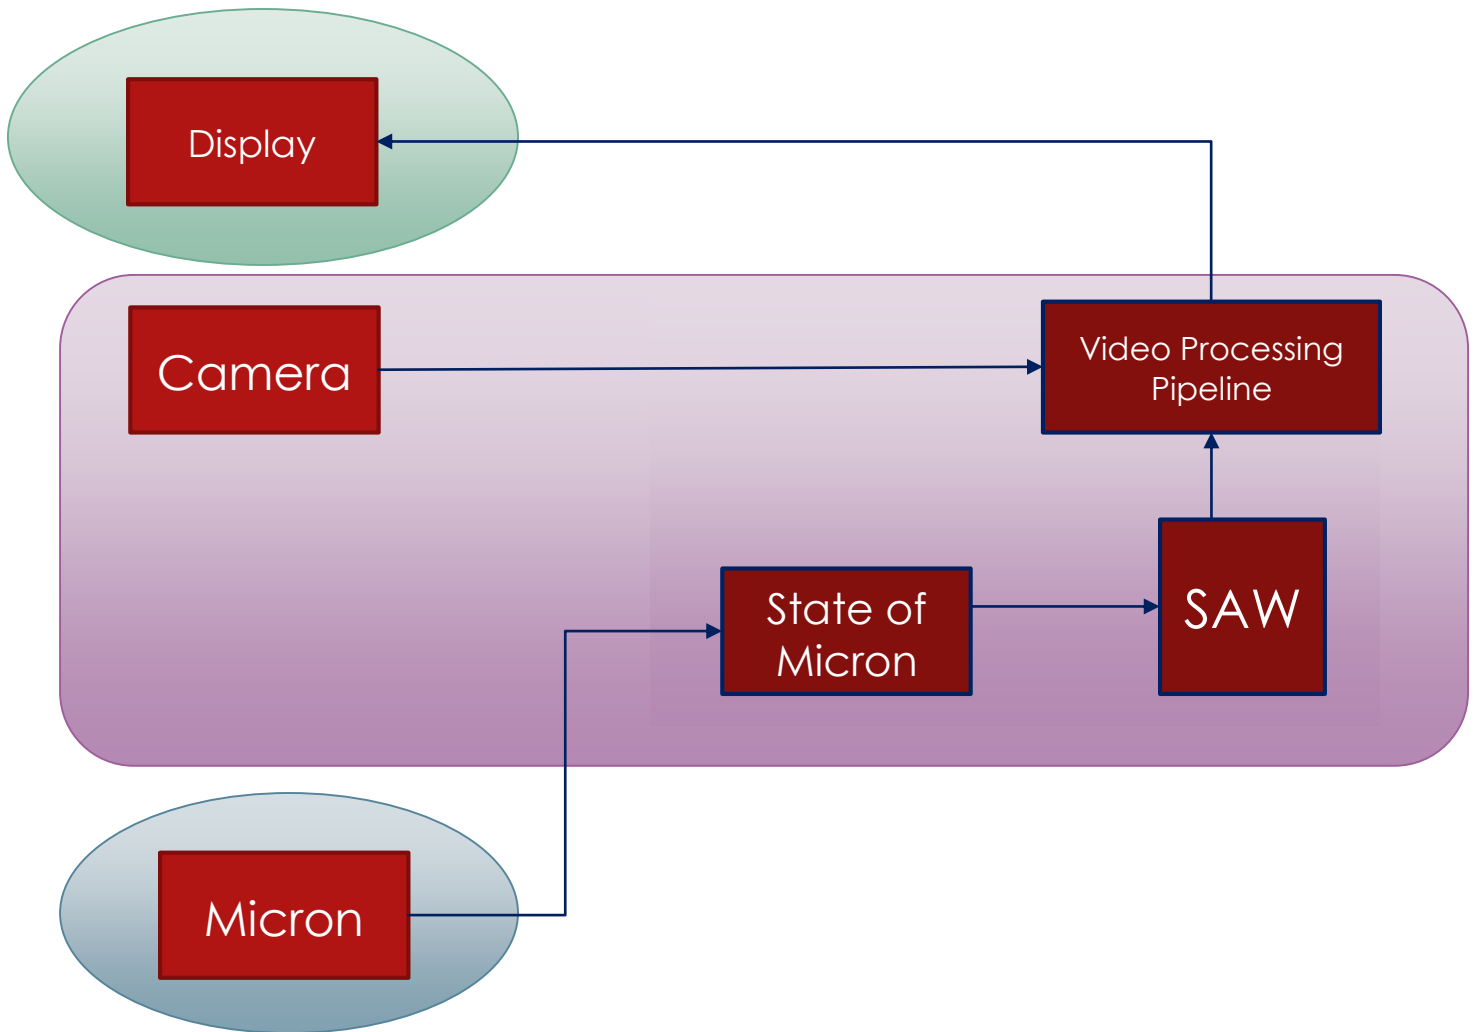 Display
Camera
Video Processing
Pipeline
State of
Micron
SAW
Micron